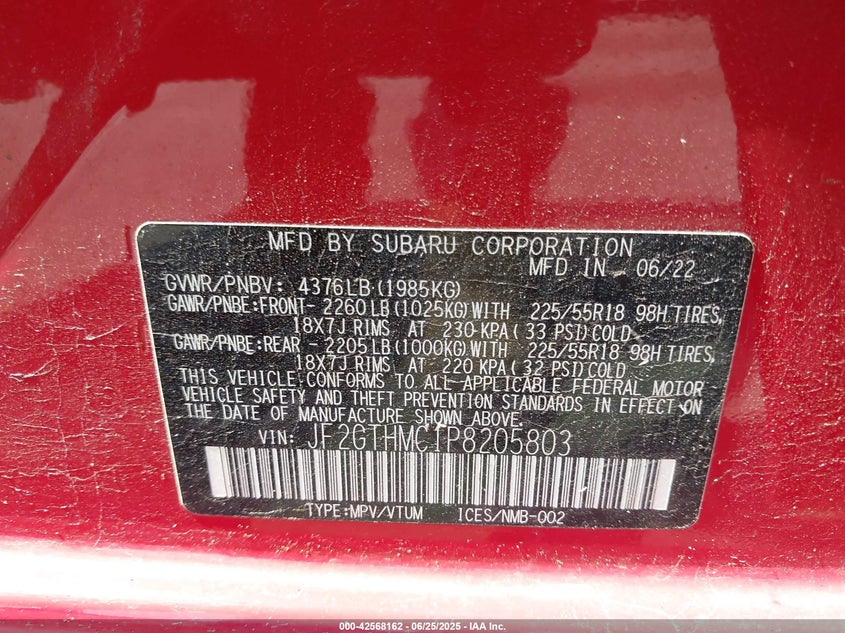 MFD BY SUBARU CORPORATION
MFD IN 06/22
GVWR/PNBV: 4376LB(1985KG)
GAWR/PNBE:FRONT- 2260LB(1025KG)WITH 225/55R18 98H TIRES,
18X7J RIMS AT 230 KPA( 33 PSI)COLD
GAWR/PNBE:REAR - 2205LB(1000KG)WITH 225/55R18 98H TIRES,
18X7J RIMS AT 220 KPA( 32 PSI)COLD
THIS VEHICLE CONFORMS TO ALL APPLICABLE FEDERAL MOTOR
VEHICLE SAFETY AND THEFT PREVENTION STANDARDS IN EFFECT ON
THE DATE OF MANUFACTURE SHOWN ABOVE.
VIN: JF2GTHMC1P8205803
TYPE:MPV/VTUM ICES/NMB-002
000-42568162 - 06/25/2025 - IAA Inc.